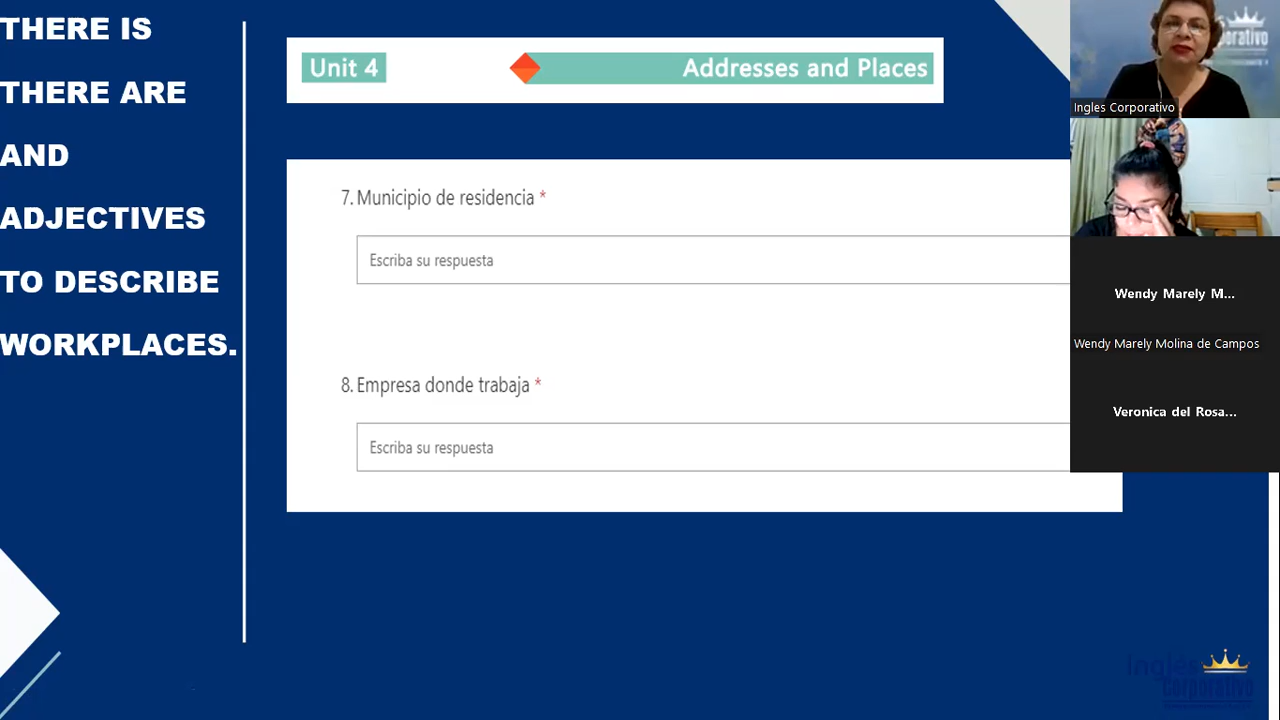 THERE IS
THERE ARE
AND
ADJECTIVES
TO DESCRIBE
WORKPLACES.
Unit 4
Addresses and Places
7. Municipio de residencia *
Escriba su respuesta
8. Empresa donde trabaja *
Escriba su respuesta
Ingles Corporativo
Wendy Marely M...
Wendy Marely Molina de Campos
Veronica del Rosa...
Inglés
Corporativo